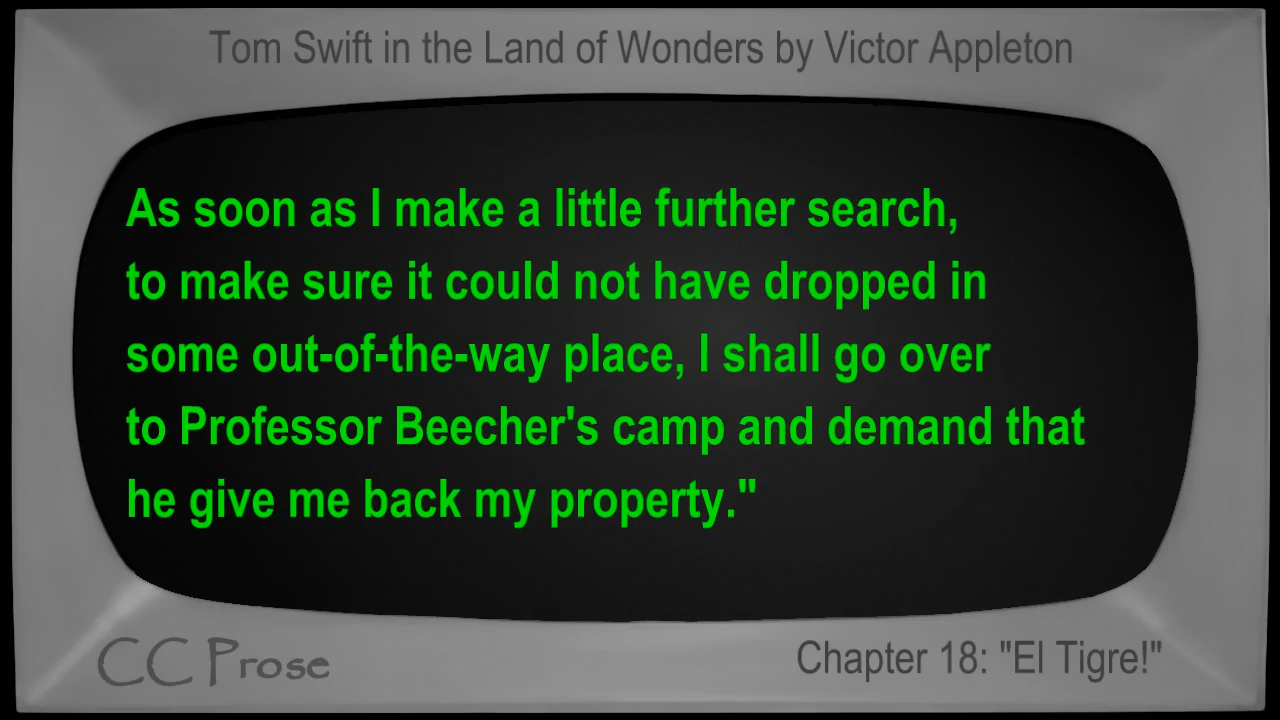 Tom Swift in the Land of Wonders by Victor Appleton
As soon as I make a little further search,
to make sure it could not have dropped in
some out-of-the-way place, I shall go over
to Professor Beecher's camp and demand that
he give me back my property."
CC Prose
Chapter 18: "El Tigre!"